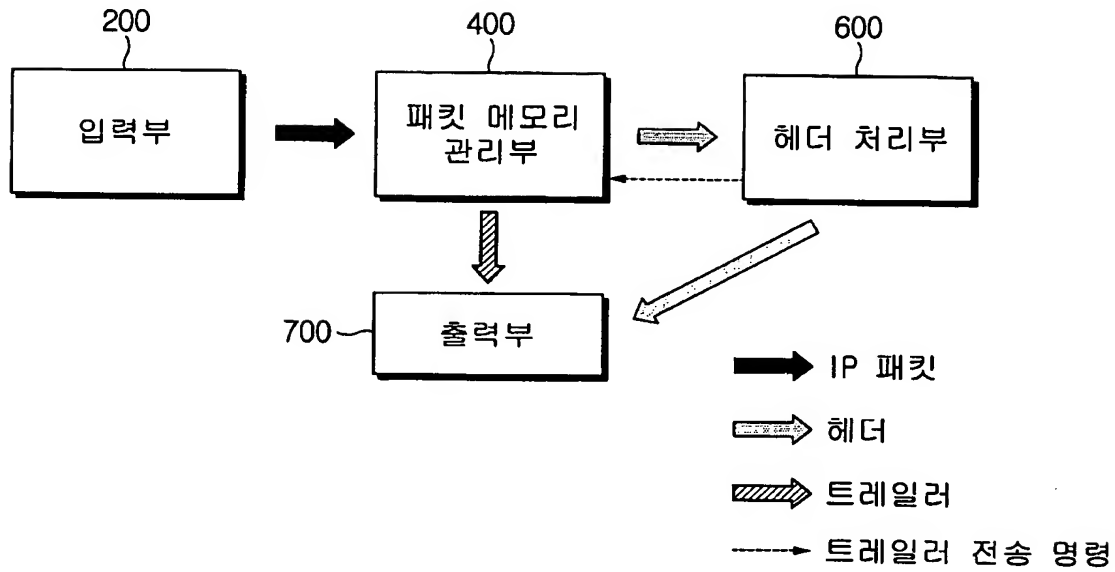 200
400
600
입력부
패킷 메모리
관리부
헤더 처리부
700
출력부
IP 패킷
헤더
트레일러
트레일러 전송 명령